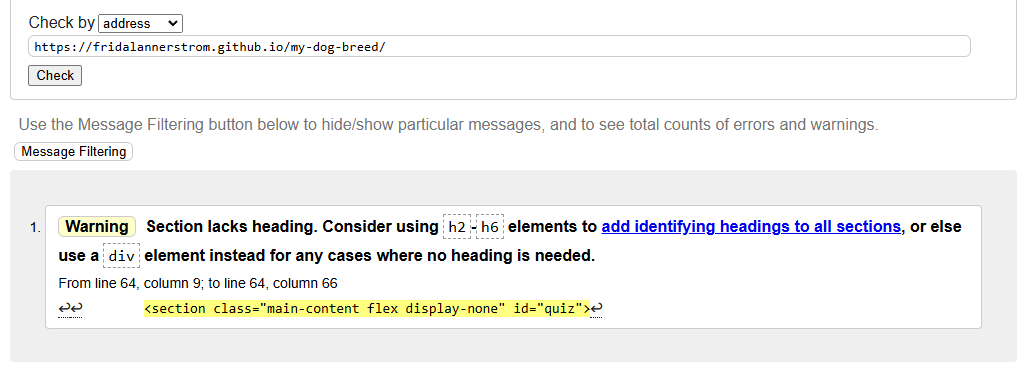 Check by address
https://fridalannerstrom.github.io/my-dog-breed/
Check
Use the Message Filtering button below to hide/show particular messages, and to see total counts of errors and warnings.
Message Filtering
1. Warning Section lacks heading. Consider using h2-h6 elements to add identifying headings to all sections, or else
use a div element instead for any cases where no heading is needed.
From line 64, column 9; to line 64, column 66
↩↩ <section class="main-content flex display-none" id="quiz">↩